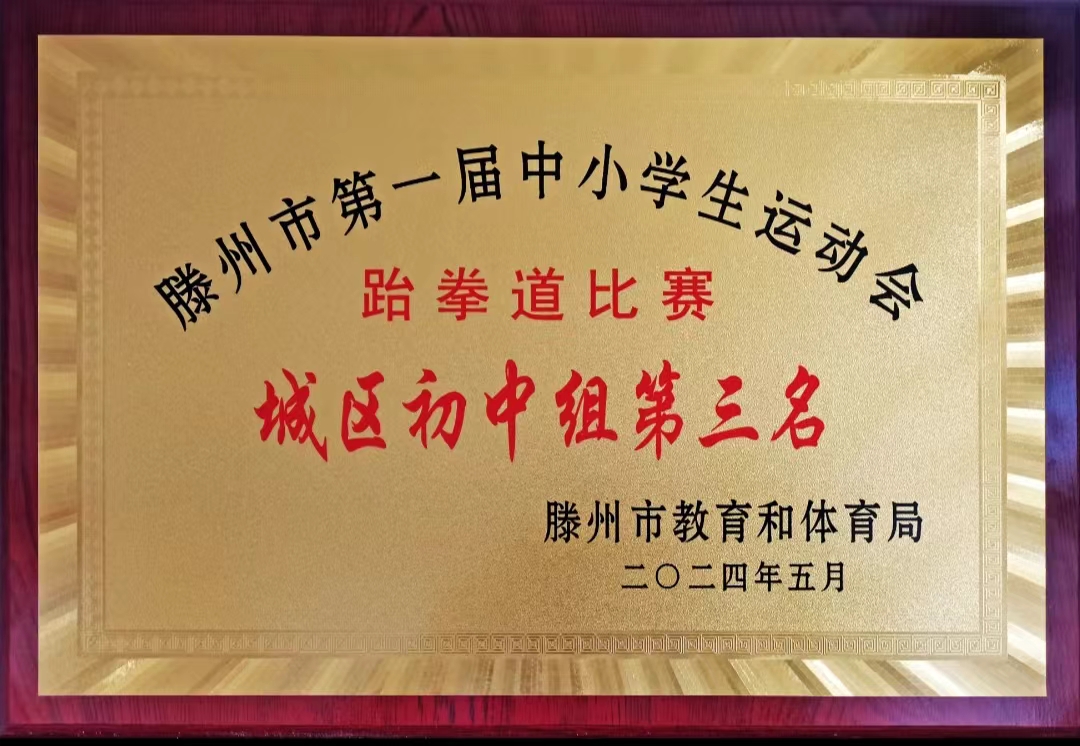 滕州市第一届中小学生运动会
跆拳道比赛
城区初中组第三名
滕州市教育和体育局
二〇二四年五月